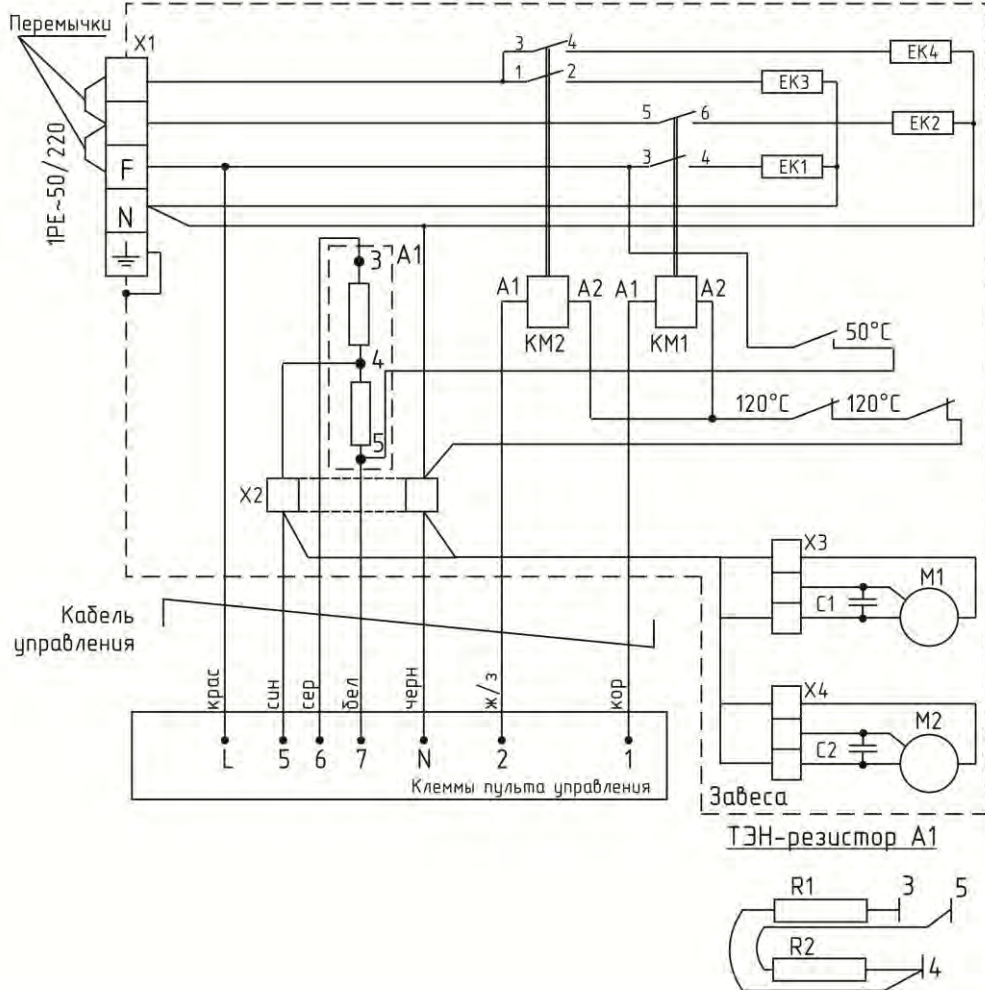 Перемычки
X1
1PE~50/220
F
N
3
4
EK4
1
2
EK3
5
6
EK2
3
4
EK1
3
A1
4
5
A1
A2
KM2
A1
A2
KM1
50°C
120°C
120°C
X2
X3
C1
M1
X4
C2
M2
Завеса
Кабель
управления
крас
син
сер
бел
черн
ж/з
кор
L
5
6
7
N
2
1
Клеммы пульта управления
ТЭН-резистор A1
R1
3
5
R2
4